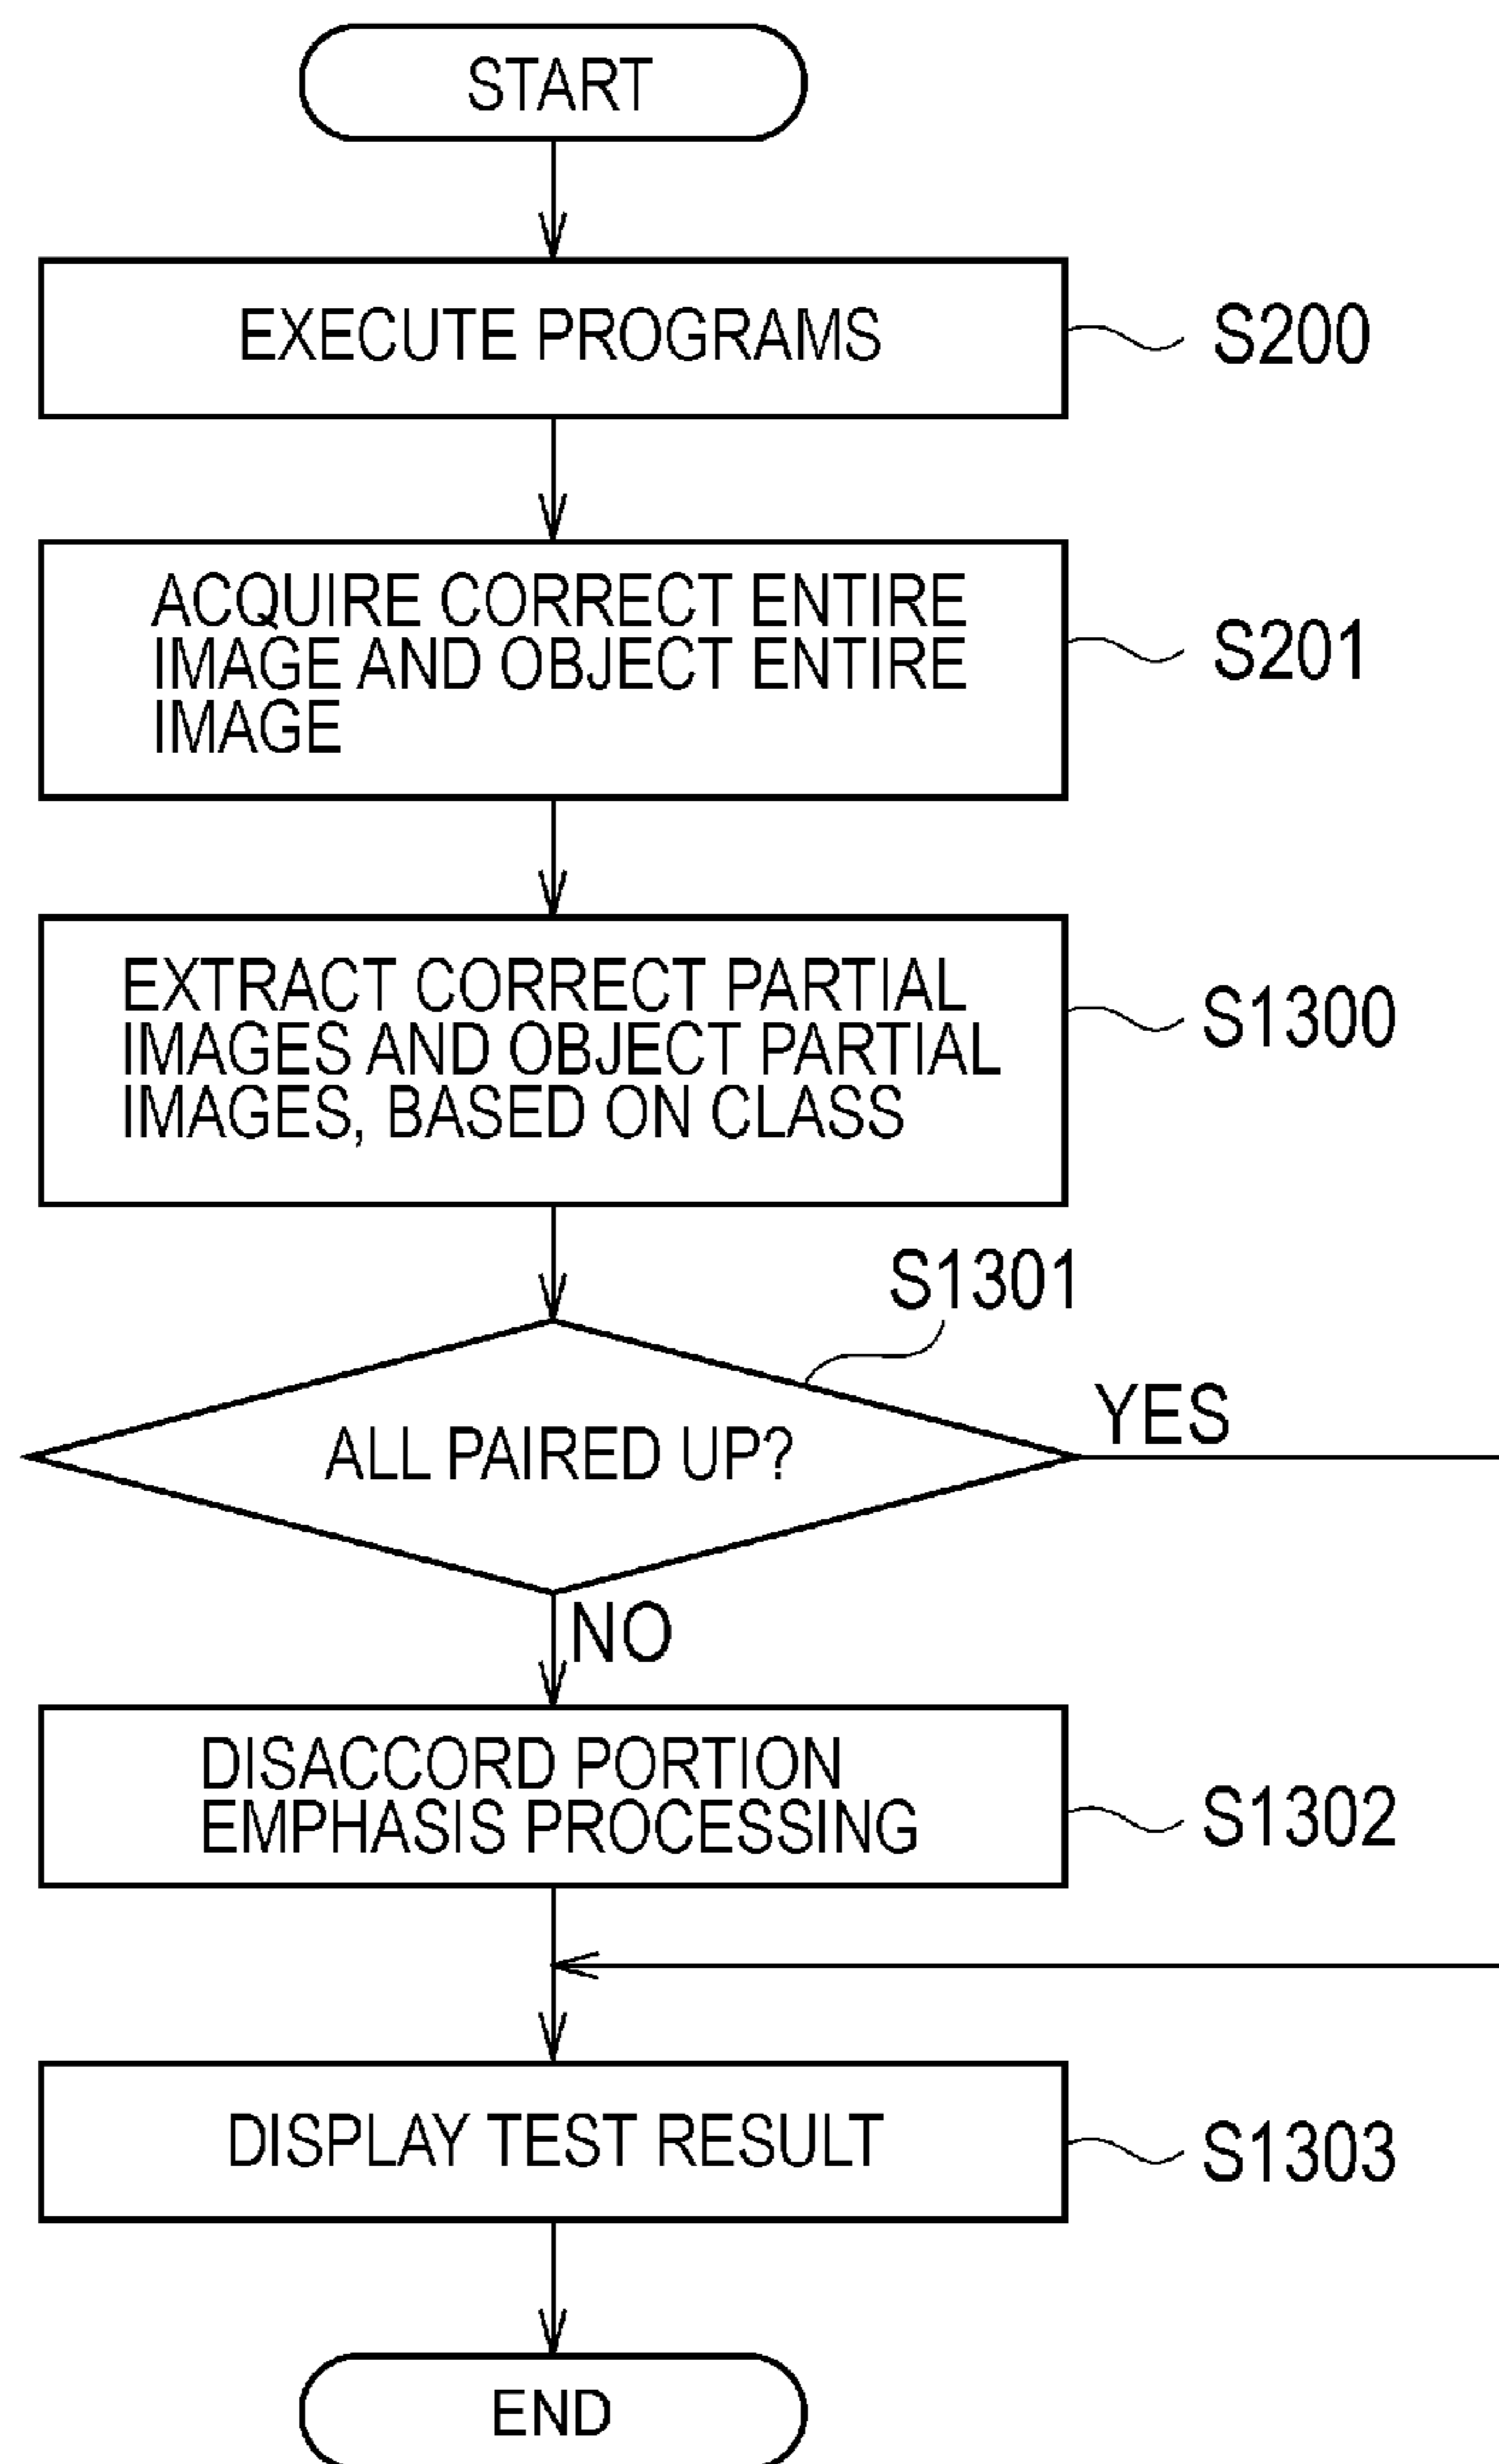 START
EXECUTE PROGRAMS
S200
ACQUIRE CORRECT ENTIRE
IMAGE AND OBJECT ENTIRE
IMAGE
S201
EXTRACT CORRECT PARTIAL
IMAGES AND OBJECT PARTIAL
IMAGES, BASED ON CLASS
S1300
S1301
ALL PAIRED UP?
YES
NO
DISACCORD PORTION
EMPHASIS PROCESSING
S1302
DISPLAY TEST RESULT
S1303
END